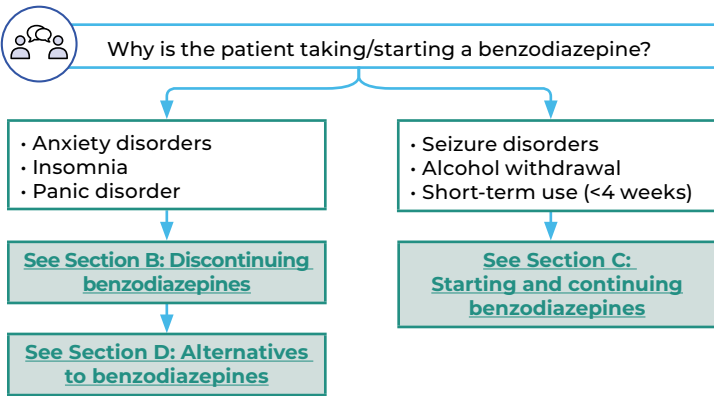 Why is the patient taking/starting a benzodiazepine?
· Anxiety disorders
· Insomnia
· Panic disorder
See Section B: Discontinuing
benzodiazepines
See Section D: Alternatives
to benzodiazepines
· Seizure disorders
· Alcohol withdrawal
· Short-term use (<4 weeks)
See Section C:
Starting and continuing
benzodiazepines